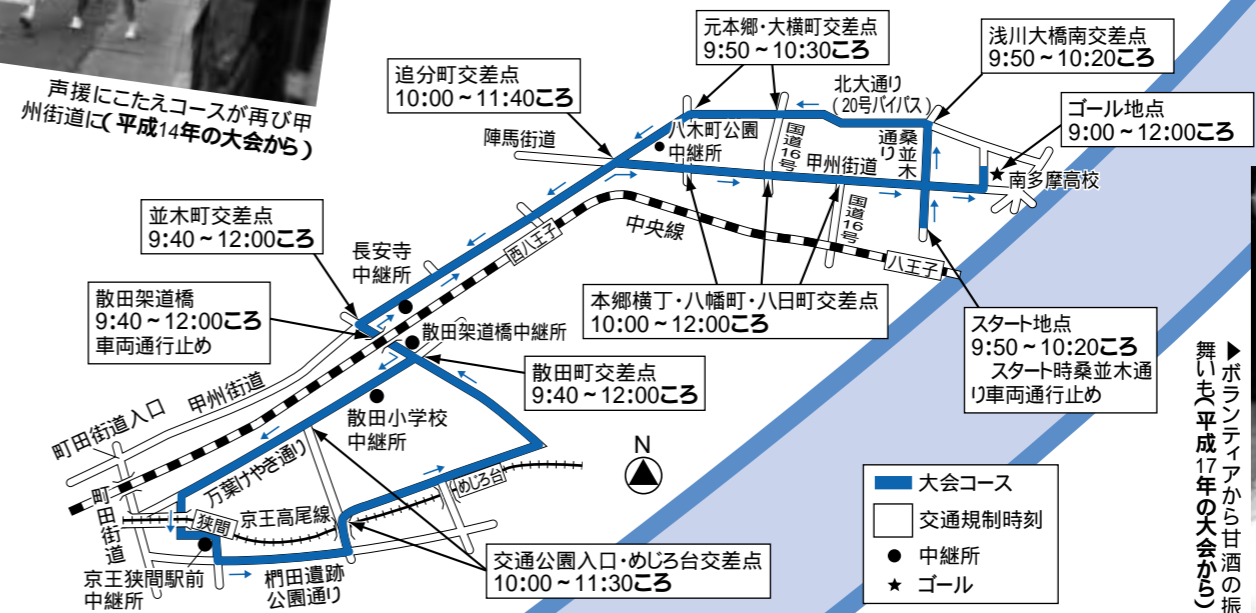 声援にこたえコースが再び甲
州街道に(平成14年の大会から)
元本郷・大横町交差点
9:50~10:30ころ
浅川大橋南交差点
9:50~10:20ころ
追分町交差点
10:00~11:40ころ
北大通り
(20号バイパス)
ゴール地点
9:00~12:00ころ
陣馬街道
八木町公園
中継所
国道16号
桑並木
通り
甲州街道
南多摩高校
並木町交差点
9:40~12:00ころ
長安寺
中継所
西八王子
中央線
国道16号
八王子
散田架道橋
9:40~12:00ころ
車両通行止め
散田架道橋中継所
本郷横丁・八幡町・八日町交差点
10:00~12:00ころ
スタート地点
9:50~10:20ころ
スタート時桑並木通
り車両通行止め
散田町交差点
9:40~12:00ころ
町田街道入口
甲州街道
散田小学校
中継所
万葉けやき通り
N
めじろ台
町田街道
狭間
京王高尾線
京王狭間駅前
中継所
椚田遺跡
公園通り
交通公園入口・めじろ台交差点
10:00~11:30ころ
大会コース
交通規制時刻
中継所
ゴール
▶ボランティアから甘酒の振
舞いも(平成17年の大会から)